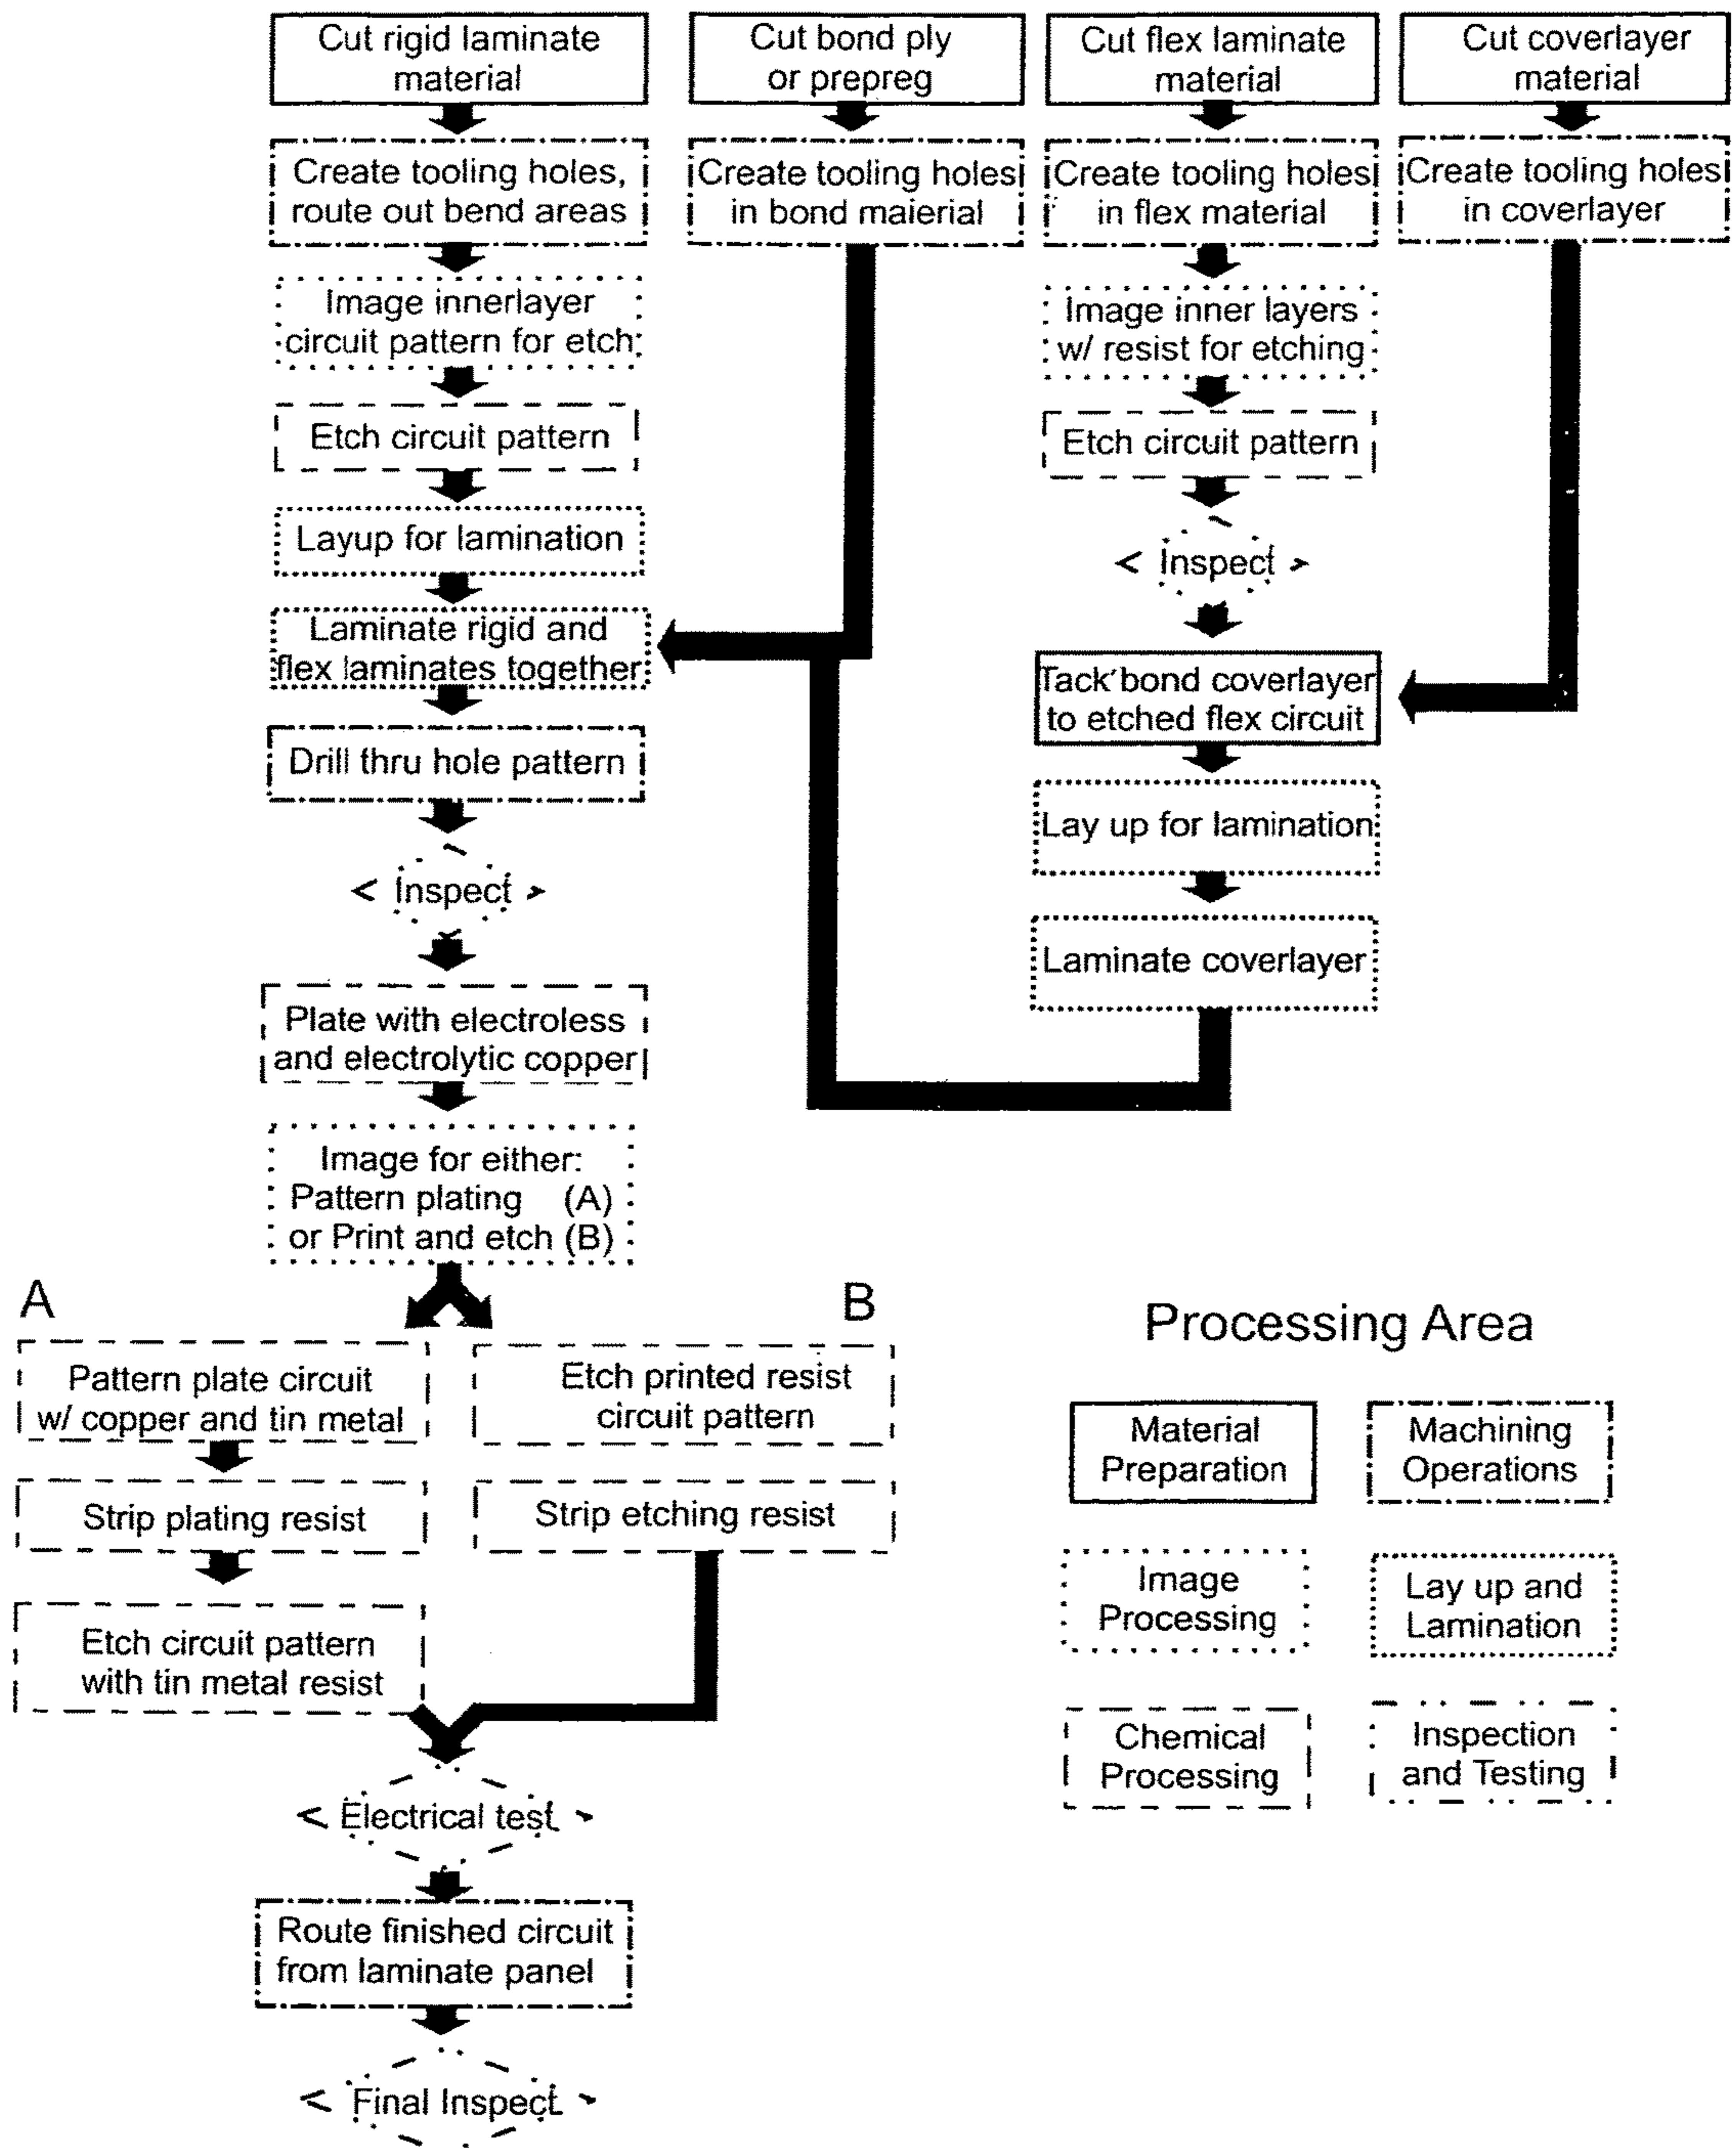 Cut rigid laminate
material
Cut bond ply
or prepreg
Cut flex laminate
material
Cut coverlayer
material
Create tooling holes,
route out bend areas
Create tooling holes
in bond maierial
Create tooling holes
in flex material
Create tooling holes
in coverlayer
Image innerlayer
circuit pattern for etch
Image inner layers
w/ resist for etching
Etch circuit pattern
Etch circuit pattern
Layup for lamination
Inspect
Laminate rigid and
flex laminates together
Tack bond coverlayer
to etched flex circuit
Drill thru hole pattern
Lay up for lamination
Inspect
Laminate coverlayer
Plate with electroless
and electrolytic copper
Image for either:
Pattern plating (A)
or Print and etch (B)
A
B
Pattern plate circuit
w/ copper and tin metal
Etch printed resist
circuit pattern
Strip plating resist
Strip etching resist
Etch circuit pattern
with tin metal resist
Electrical test
Route finished circuit
from laminate panel
Final Inspect
Processing Area
Material
Preparation
Machining
Operations
Image
Processing
Lay up and
Lamination
Chemical
Processing
Inspection
and Testing